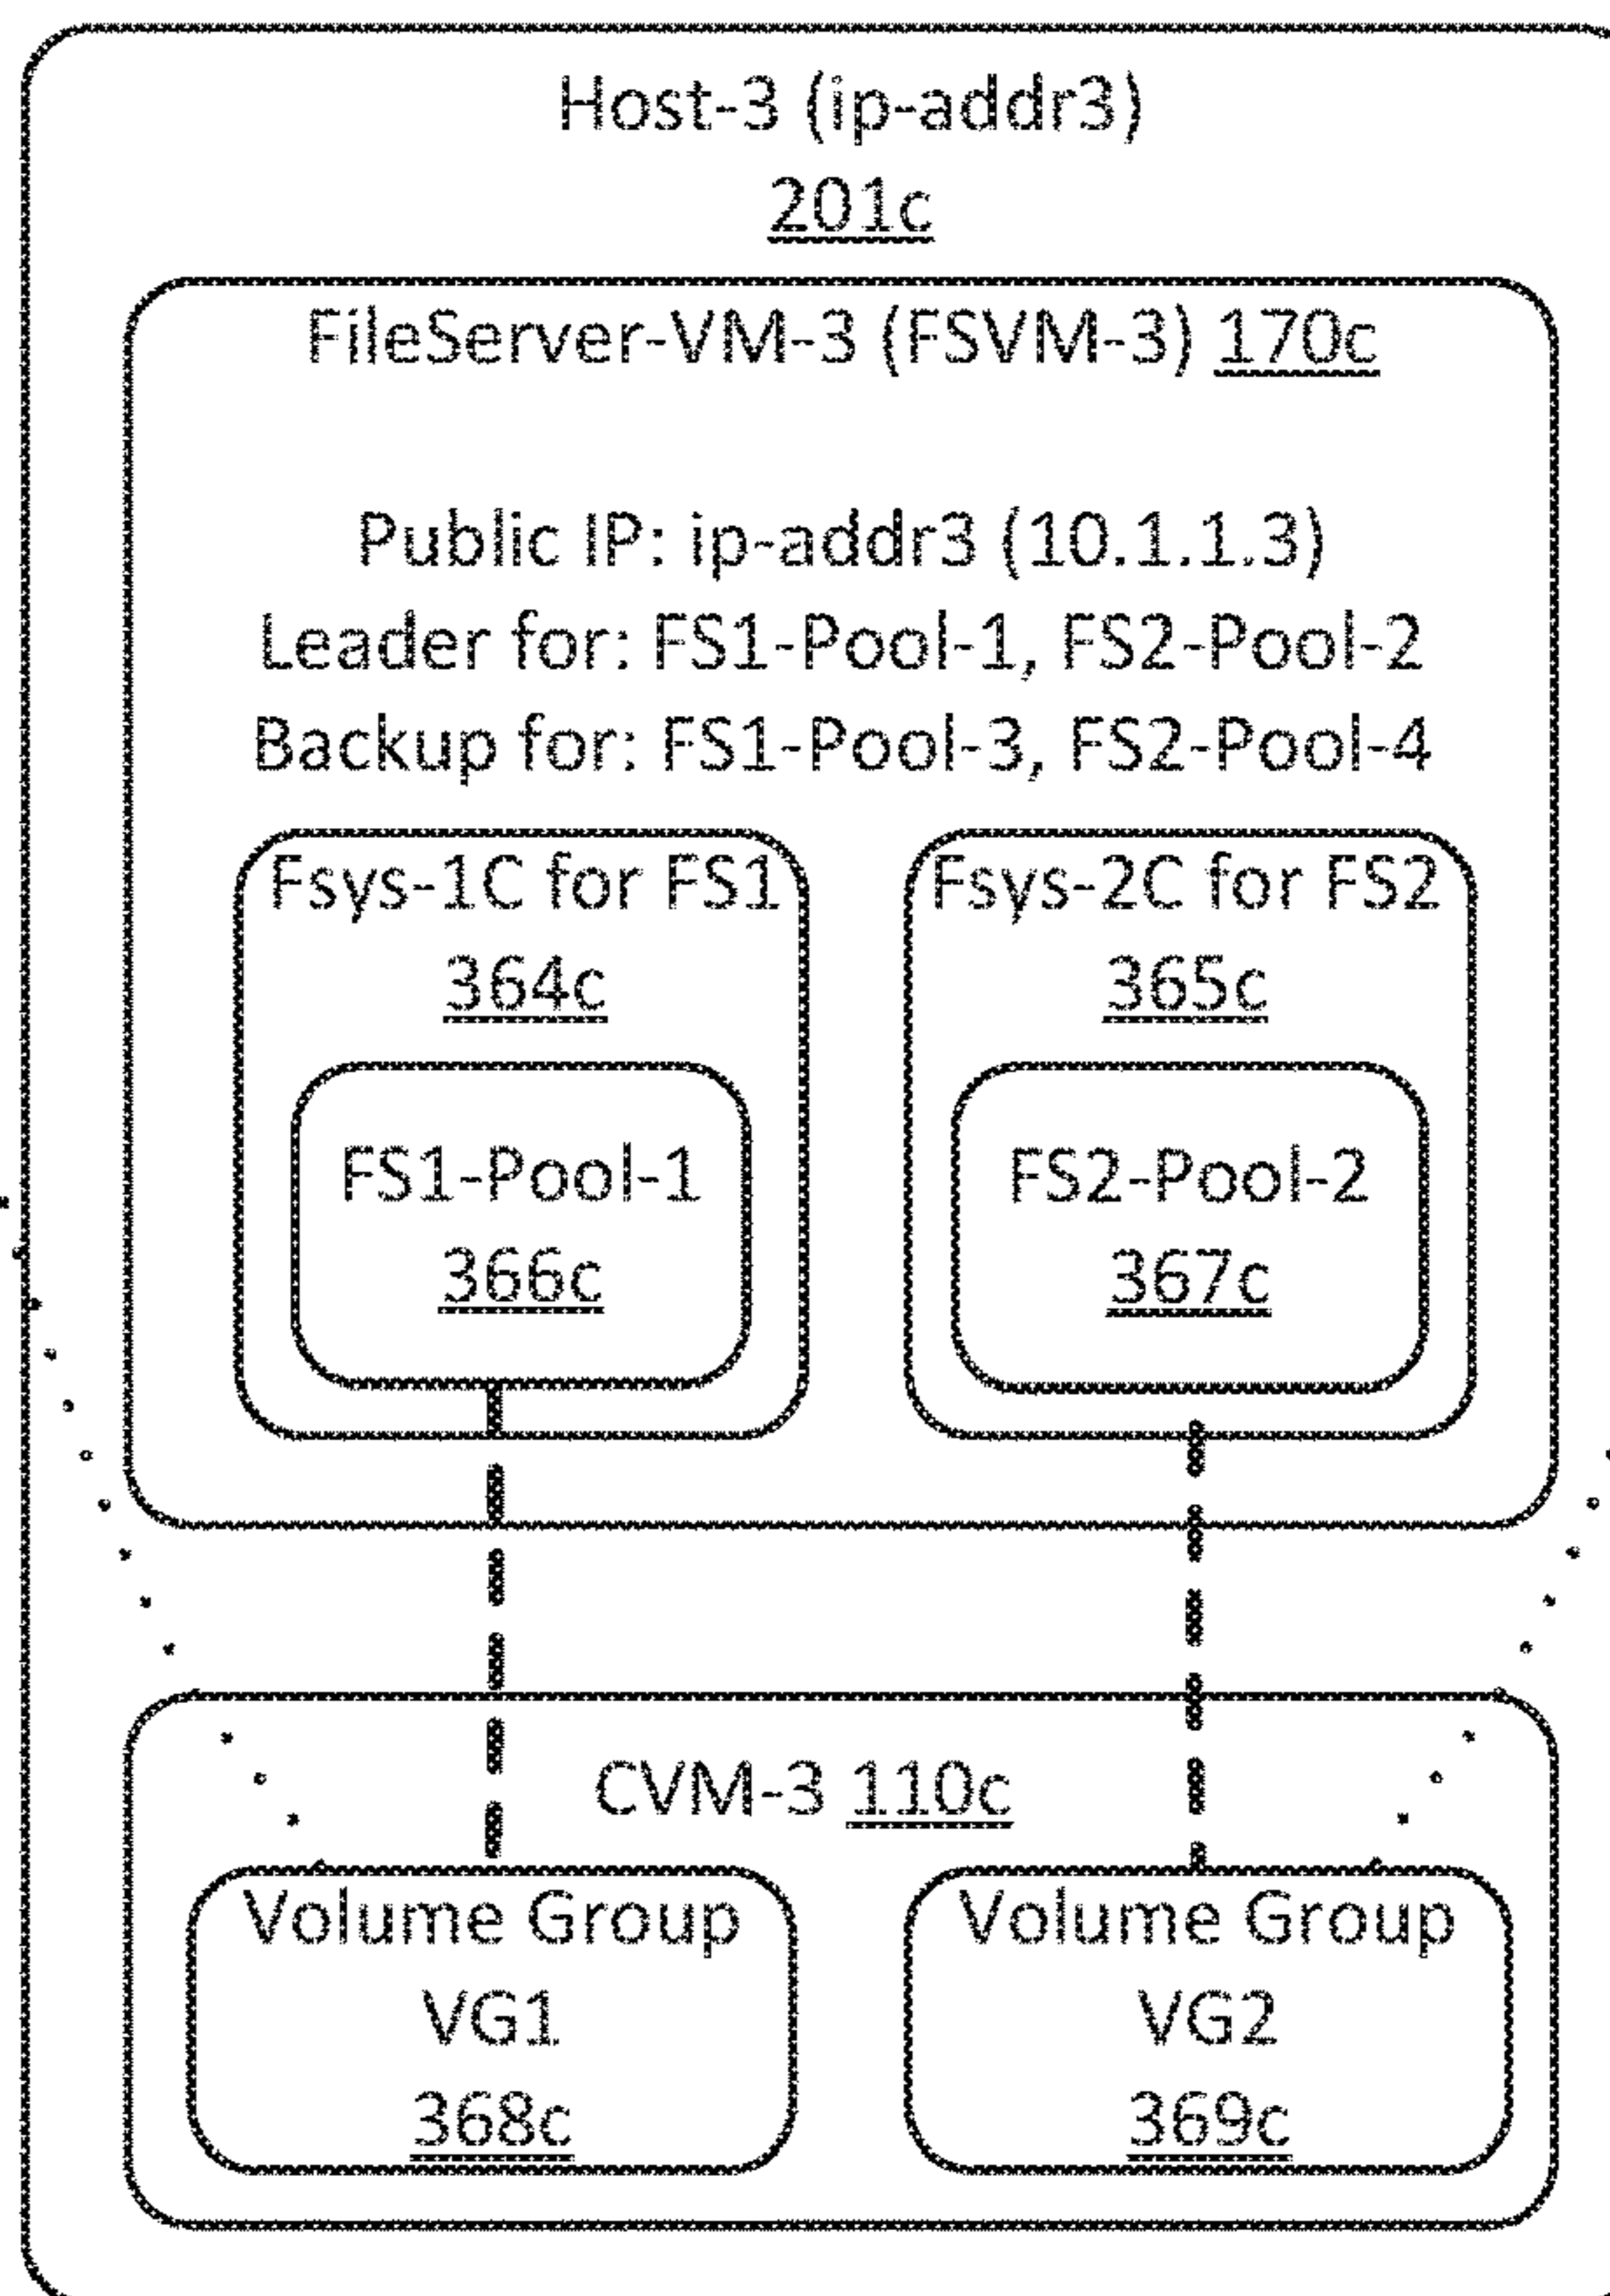 Host-3 (ip-addr3)
201c
FileServer-VM-3 (FSVM-3) 170c
Public IP: ip-addr3 (10.1.1.3)
Leader for: FS1-Pool-1, FS2-Pool-2
Backup for: FS1-Pool-3, FS2-Pool-4
Fsys-1C for FS1
364c
FS1-Pool-1
366c
Fsys-2C for FS2
365c
FS2-Pool-2
367c
CVM-3 110c
Volume Group
VG1
368c
Volume Group
VG2
369c